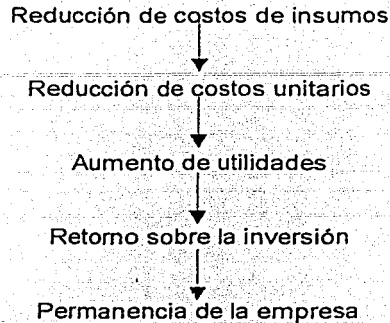 Reducción de costos de insumos
Reducción de costos unitarios
Aumento de utilidades
Retorno sobre la inversión
Permanencia de la empresa